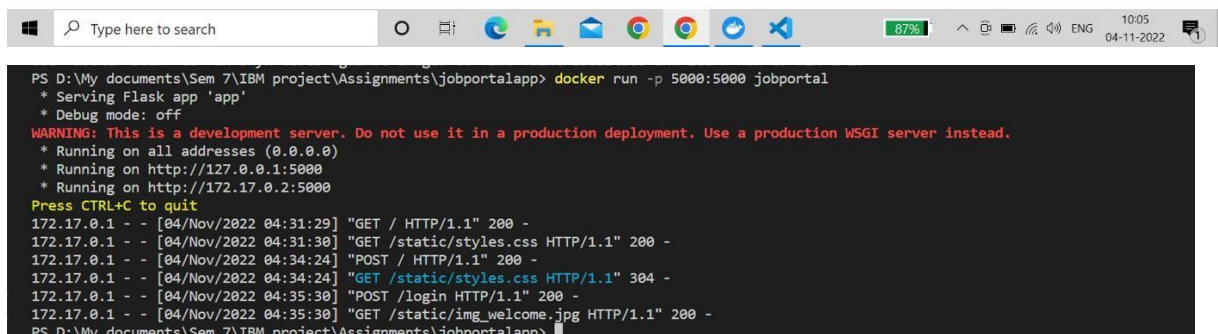 Type here to search
87%
ENG
10:05
04-11-2022
1
PS D:\My documents\Sem 7\IBM project\Assignments\jobportalapp> docker run -p 5000:5000 jobportal
* Serving Flask app 'app'
* Debug mode: off
WARNING: This is a development server. Do not use it in a production deployment. Use a production WSGI server instead.
* Running on all addresses (0.0.0.0)
* Running on http://127.0.0.1:5000
* Running on http://172.17.0.2:5000
Press CTRL+C to quit
172.17.0.1 - - [04/Nov/2022 04:31:29] "GET / HTTP/1.1" 200 -
172.17.0.1 - - [04/Nov/2022 04:31:30] "GET /static/styles.css HTTP/1.1" 200 -
172.17.0.1 - - [04/Nov/2022 04:34:24] "POST / HTTP/1.1" 200 -
172.17.0.1 - - [04/Nov/2022 04:34:24] "GET /static/styles.css HTTP/1.1" 304 -
172.17.0.1 - - [04/Nov/2022 04:35:30] "POST /login HTTP/1.1" 200 -
172.17.0.1 - - [04/Nov/2022 04:35:30] "GET /static/img_welcome.jpg HTTP/1.1" 200 -
PS D:\My documents\Sem 7\IBM project\Assignments\jobportalapp>